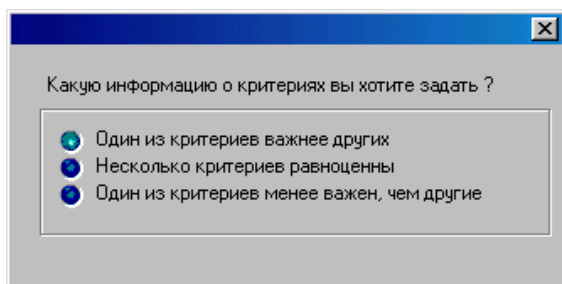 Какую информацию о критериях вы хотите задать ?
Один из критериев важнее других
Несколько критериев равноценны
Один из критериев менее важен, чем другие